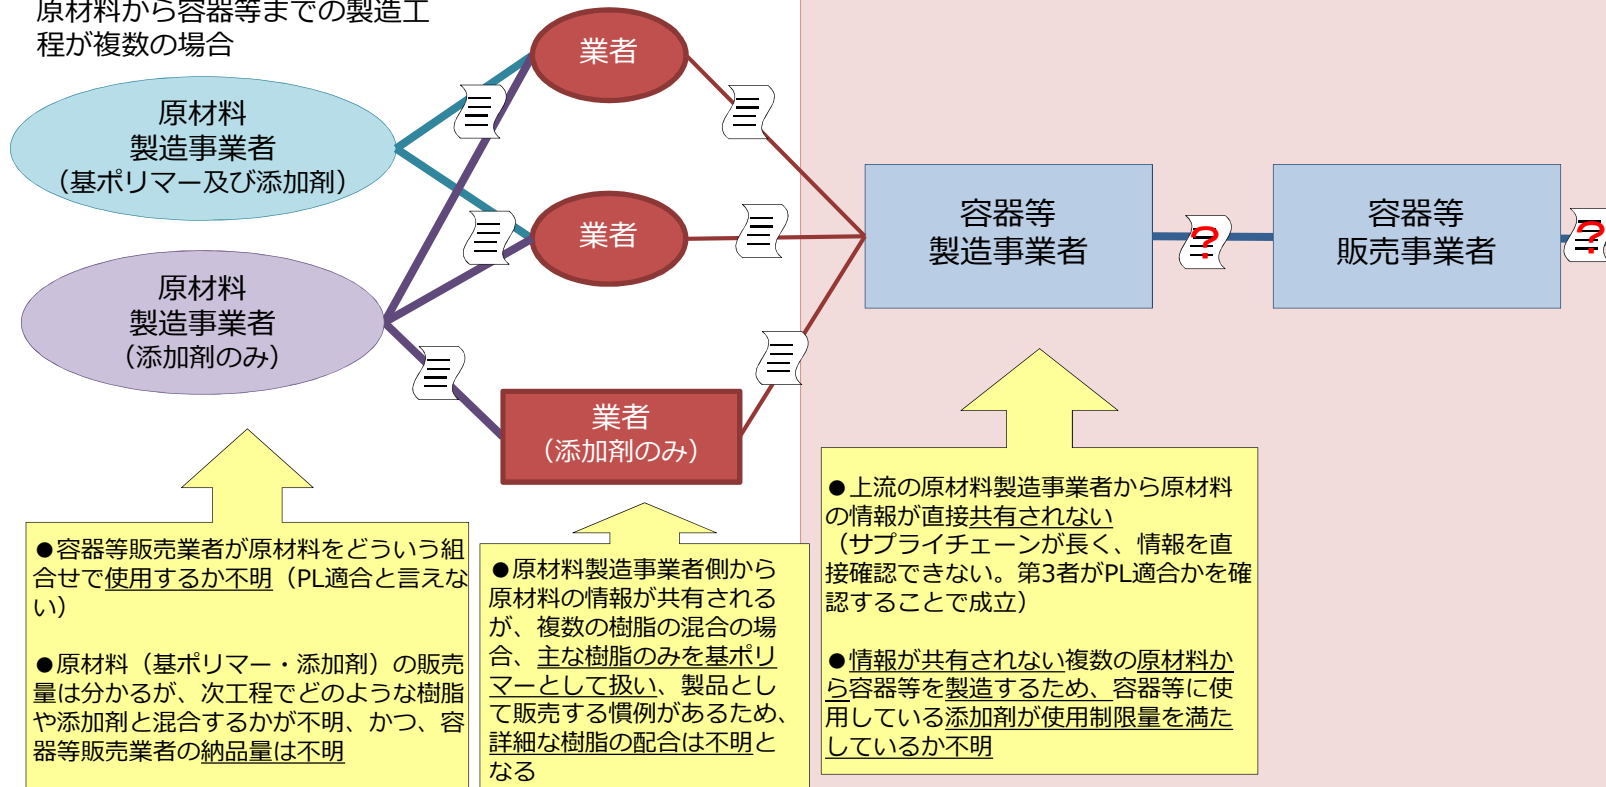 原材料から容器等までの製造工
程が複数の場合
原材料
製造事業者
（基ポリマー及び添加剤）
原材料
製造事業者
（添加剤のみ）
業者
業者
業者
（添加剤のみ）
容器等
製造事業者
?
容器等
販売事業者
?
●容器等販売業者が原材料をどういう組
合せで使用するか不明（PL適合と言えな
い）
●原材料（基ポリマー・添加剤）の販売
量は分かるが、次工程でどのような樹脂
や添加剤と混合するかが不明、かつ、容
器等販売業者の納品量は不明
●原材料製造事業者側から
原材料の情報が共有される
が、複数の樹脂の混合の場
合、主な樹脂のみを基ポリ
マーとして扱い、製品とし
て販売する慣例があるため、
詳細な樹脂の配合は不明と
なる
●上流の原材料製造事業者から原材料
の情報が直接共有されない
（サプライチェーンが長く、情報を直
接確認できない。第3者がPL適合かを確
認することで成立）
●情報が共有されない複数の原材料か
ら容器等を製造するため、容器等に使
用している添加剤が使用制限量を満た
しているか不明